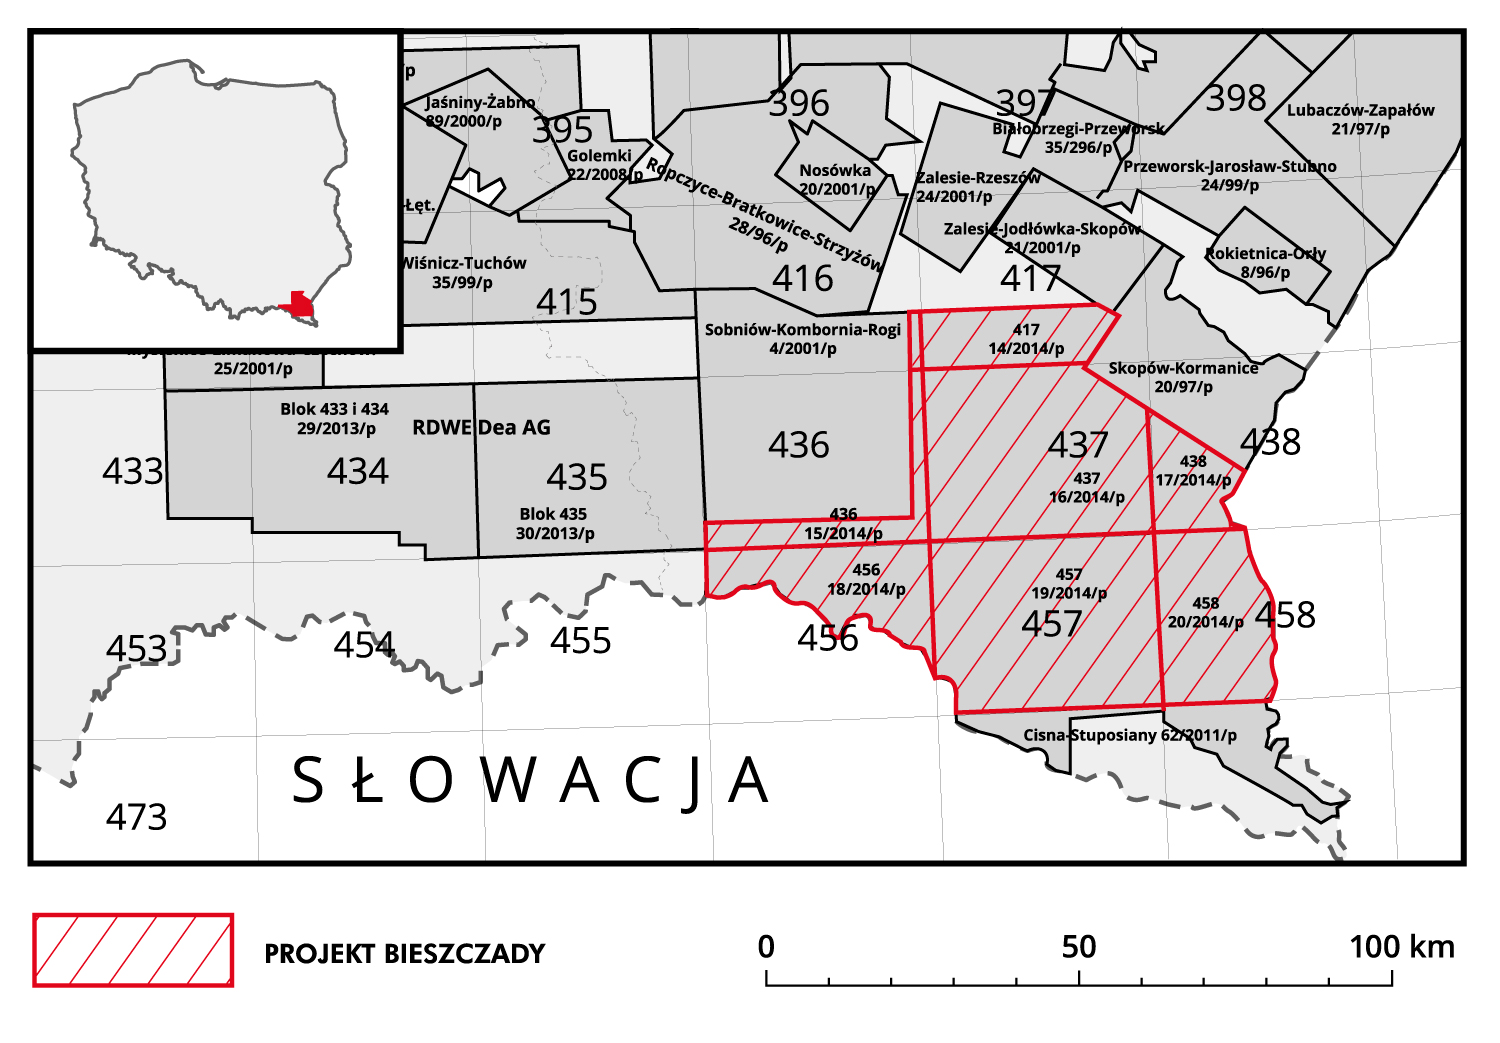 /p
Jaśniny-Żabno
89/2000/p
395
Golemki
22/2008/p
396
Nosówka
20/2001/p
Ropczyce-Bratkowice-Strzyżów
28/96/p
397
Białobrzegi-Przeworsk
35/296/p
398
Lubaczów-Zapałów
21/97/p
Przeworsk-Jarosław-Stubno
24/99/p
Zalesie-Rzeszów
24/2001/p
-Łęt.
Zalesie-Jodłówka-Skopów
21/2001/p
Rokietnica-Orły
8/96/p
Wiśnicz-Tuchów
35/99/p
415
416
417
Sobniów-Kombornia-Rogi
4/2001/p
417
14/2014/p
25/2001/p
Skopów-Kormanice
20/97/p
Blok 433 i 434
29/2013/p
RDWE Dea AG
433
434
435
436
437
438
437
16/2014/p
438
17/2014/p
Blok 435
30/2013/p
436
15/2014/p
456
18/2014/p
457
19/2014/p
458
20/2014/p
453
454
455
456
457
458
Cisna-Stuposiany 62/2011/p
SŁOWACJA
473
PROJEKT BIESZCZADY
0
50
100 km